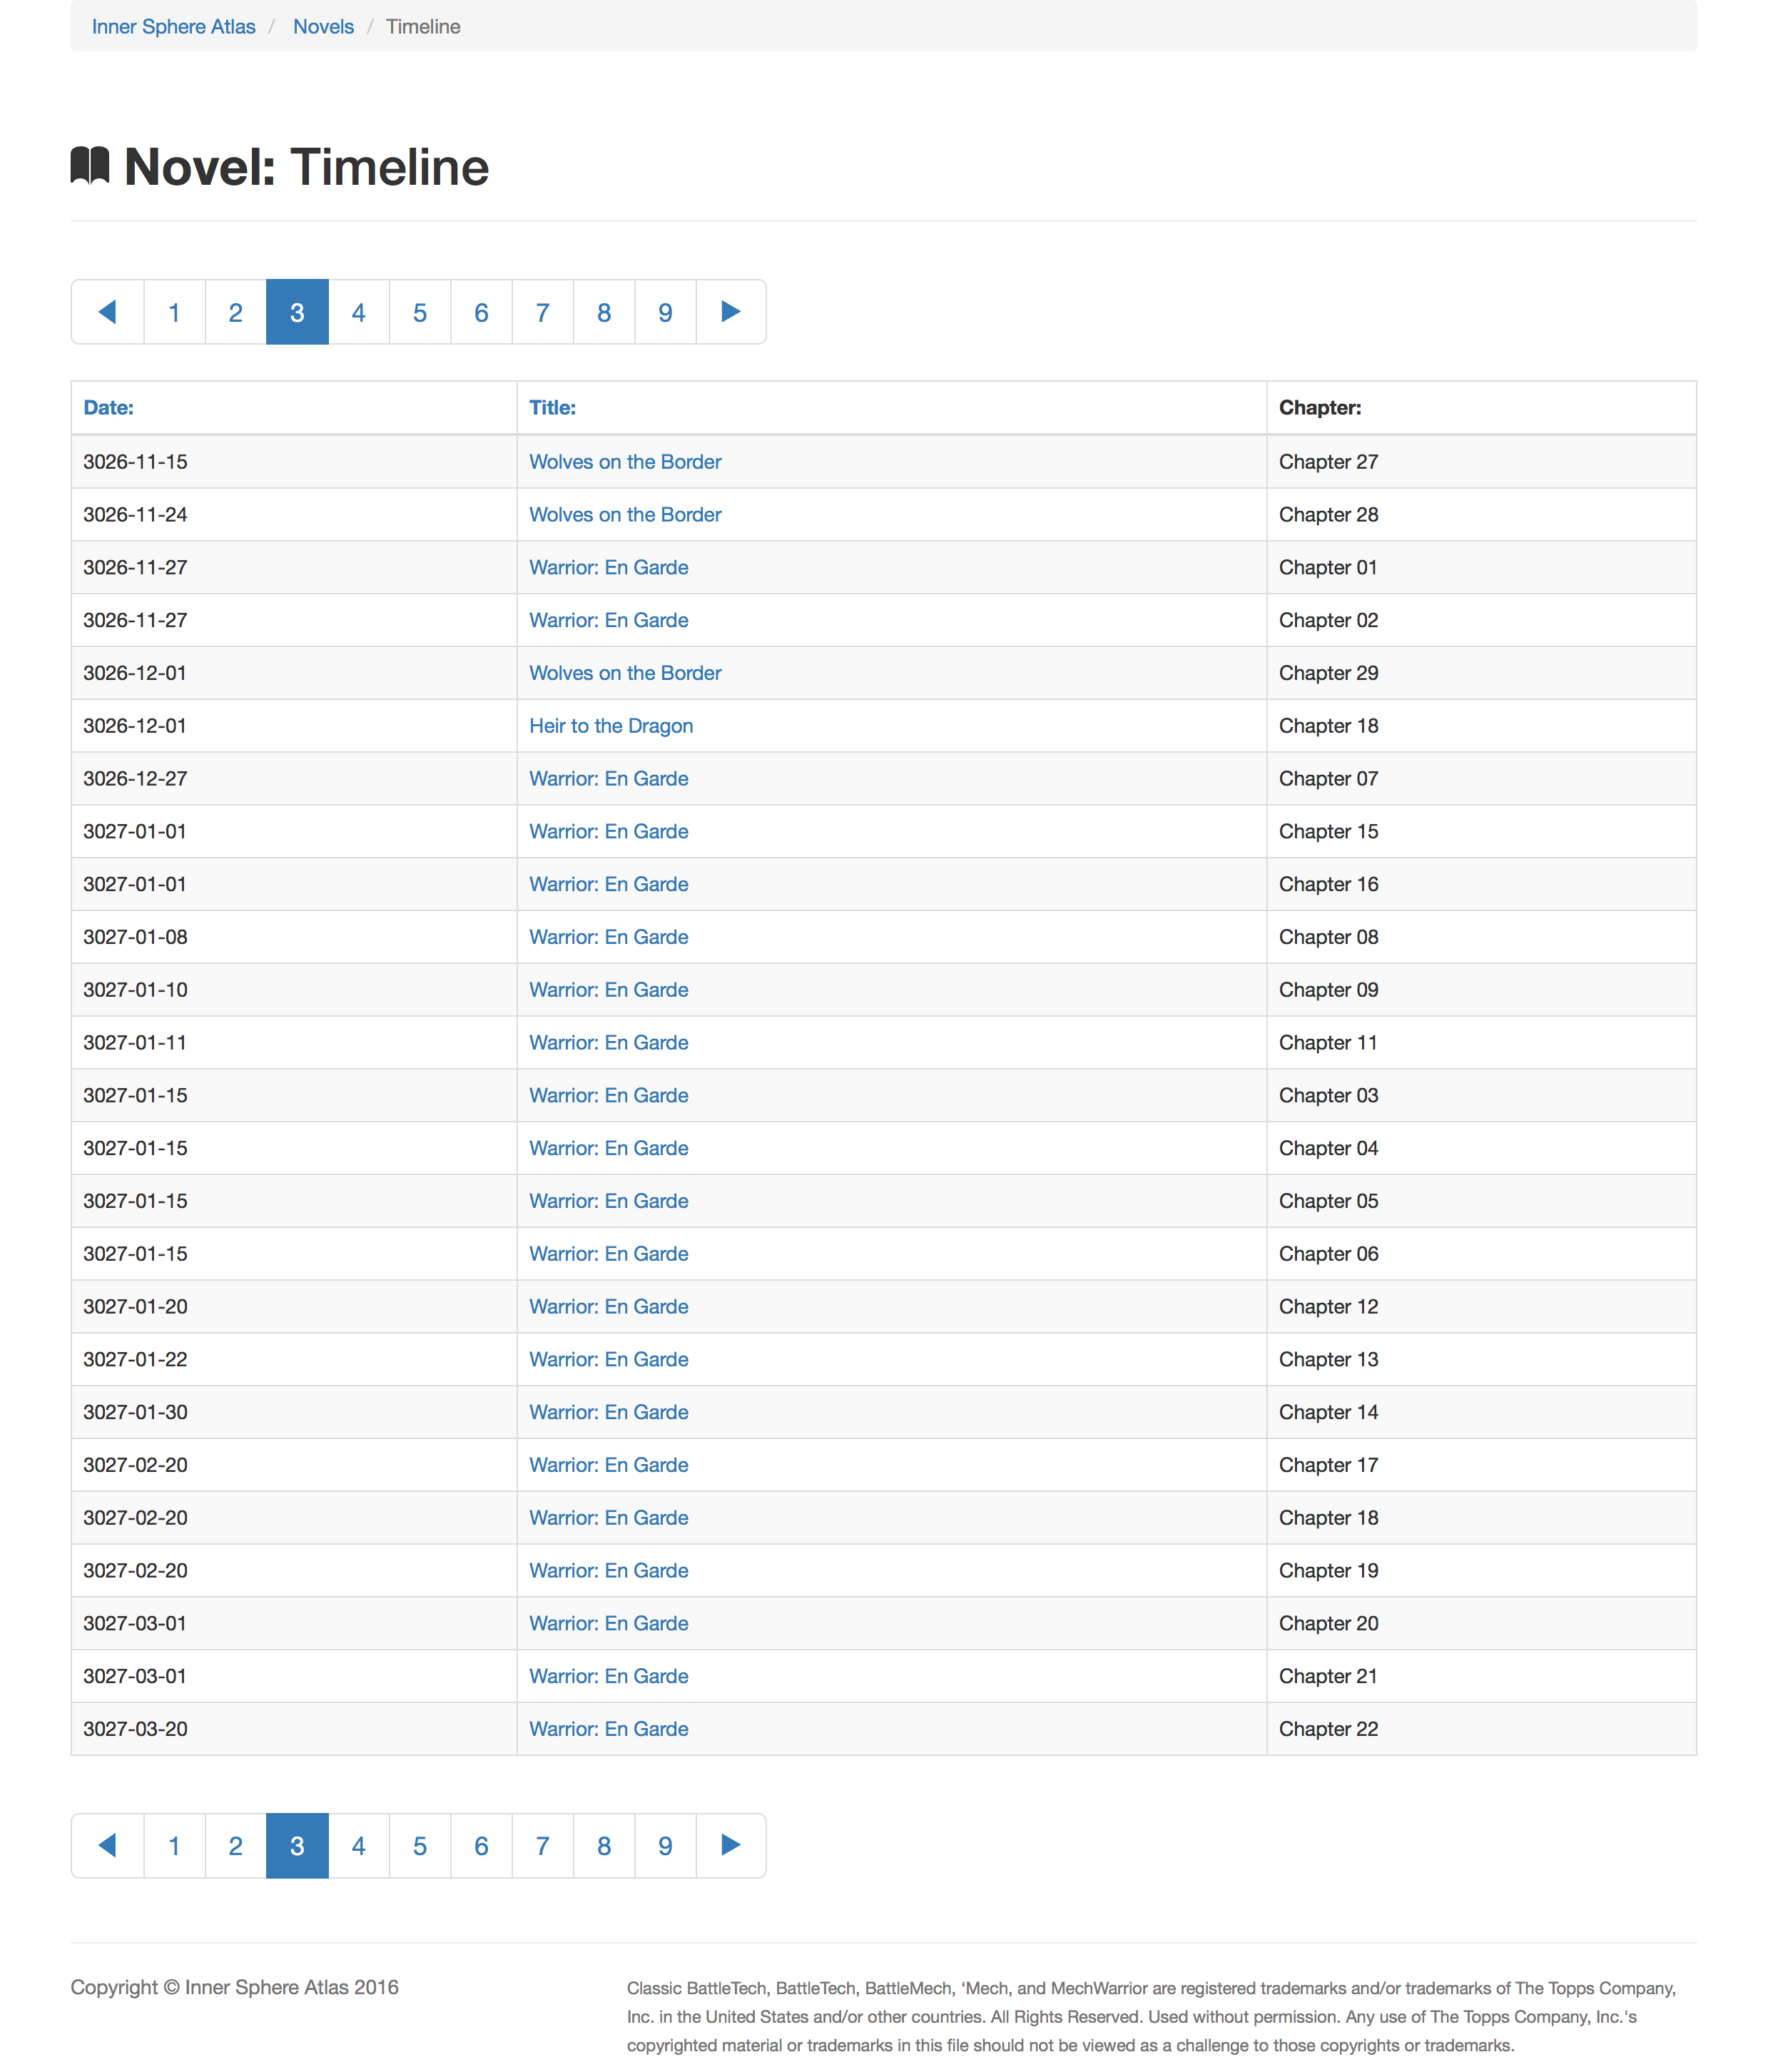 Inner Sphere Atlas / Novels / Timeline
Novel: Timeline
1 2 3 4 5 6 7 8 9
Date: Title: Chapter:
3026-11-15 Wolves on the Border Chapter 27
3026-11-24 Wolves on the Border Chapter 28
3026-11-27 Warrior: En Garde Chapter 01
3026-11-27 Warrior: En Garde Chapter 02
3026-12-01 Wolves on the Border Chapter 29
3026-12-01 Heir to the Dragon Chapter 18
3026-12-27 Warrior: En Garde Chapter 07
3027-01-01 Warrior: En Garde Chapter 15
3027-01-01 Warrior: En Garde Chapter 16
3027-01-08 Warrior: En Garde Chapter 08
3027-01-10 Warrior: En Garde Chapter 09
3027-01-11 Warrior: En Garde Chapter 11
3027-01-15 Warrior: En Garde Chapter 03
3027-01-15 Warrior: En Garde Chapter 04
3027-01-15 Warrior: En Garde Chapter 05
3027-01-15 Warrior: En Garde Chapter 06
3027-01-20 Warrior: En Garde Chapter 12
3027-01-22 Warrior: En Garde Chapter 13
3027-01-30 Warrior: En Garde Chapter 14
3027-02-20 Warrior: En Garde Chapter 17
3027-02-20 Warrior: En Garde Chapter 18
3027-02-20 Warrior: En Garde Chapter 19
3027-03-01 Warrior: En Garde Chapter 20
3027-03-01 Warrior: En Garde Chapter 21
3027-03-20 Warrior: En Garde Chapter 22
1 2 3 4 5 6 7 8 9
Copyright © Inner Sphere Atlas 2016
Classic BattleTech, BattleTech, BattleMech, ‘Mech, and MechWarrior are registered trademarks and/or trademarks of The Topps Company,
Inc. in the United States and/or other countries. All Rights Reserved. Used without permission. Any use of The Topps Company, Inc.'s
copyrighted material or trademarks in this file should not be viewed as a challenge to those copyrights or trademarks.